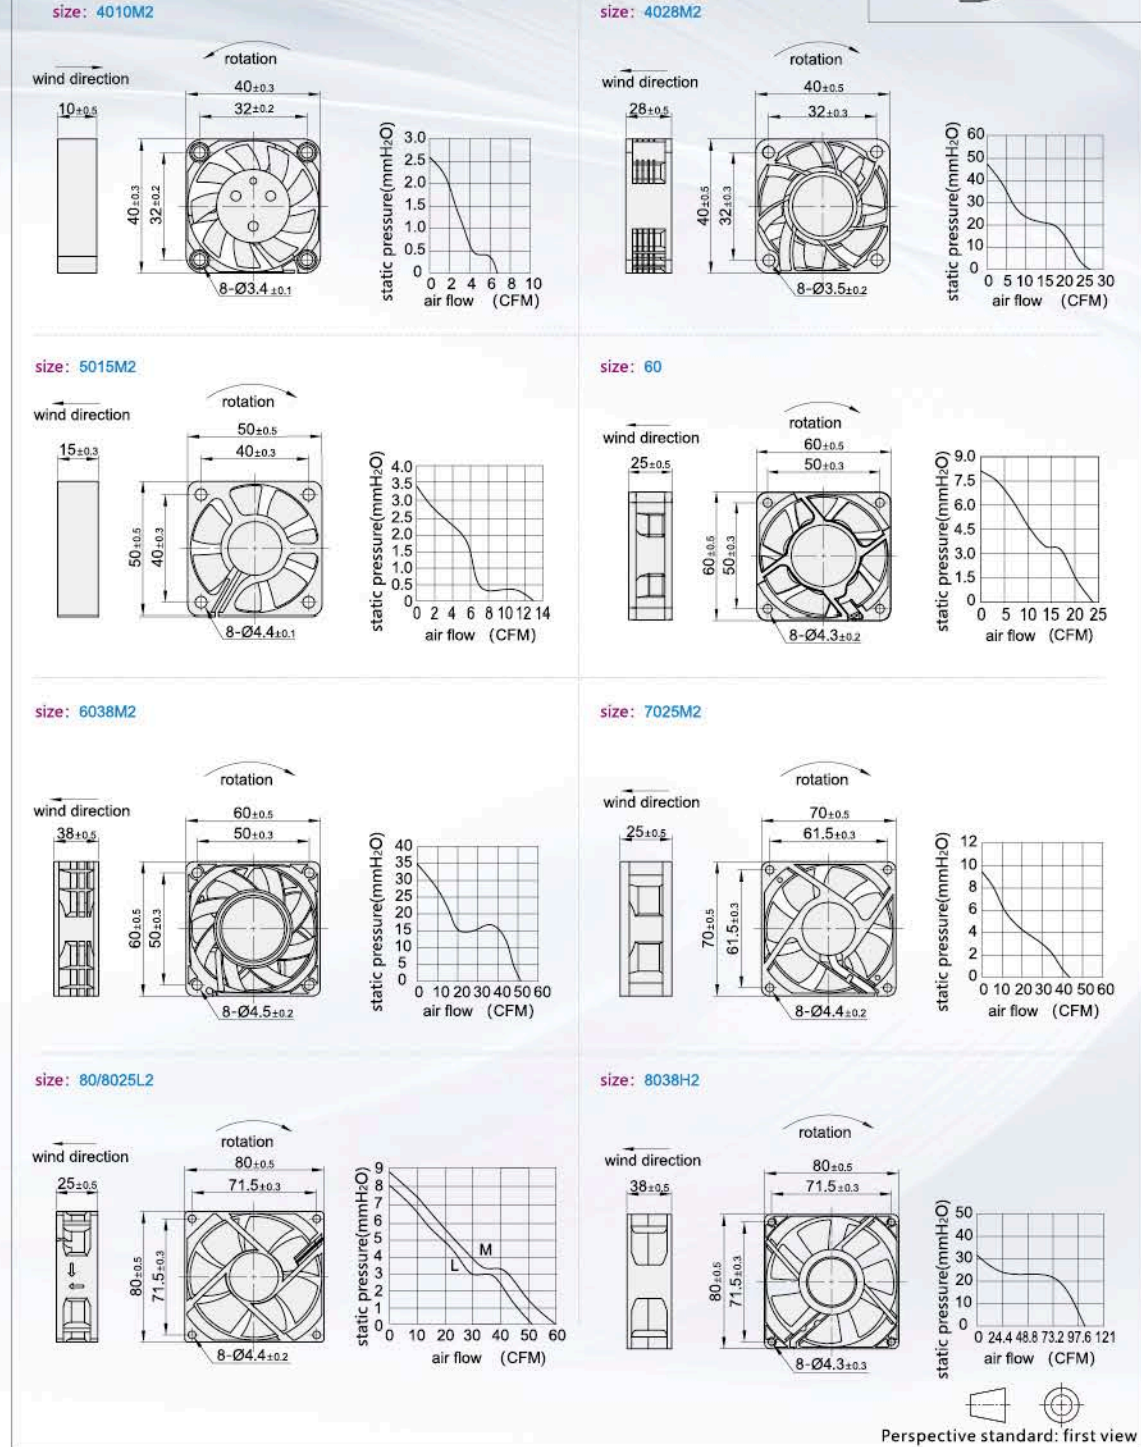 size: 4010M2
rotation
wind direction
40±0.3
32±0.2
10±0.5
40±0.3
32±0.2
8-Ø3.4±0.1
static pressure(mmH2O)
3.0
2.5
2.0
1.0
0.5
0
0 2 4 6 8 10
air flow (CFM)
size: 4028M2
rotation
wind direction
40±0.5
32±0.3
28±0.5
40±0.5
32±0.3
8-Ø3.5±0.2
static pressure(mmH2O)
60
50
40
30
20
10
0
0 5 10 15 20 25 30
air flow (CFM)
size: 5015M2
rotation
wind direction
50±0.5
40±0.3
15±0.3
50±0.5
40±0.3
8-Ø4.4±0.1
static pressure(mmH2O)
4.0
3.0
3.0
2.5
2.0
1.5
1.0
0.5
0
0 2 4 6 8 10 12 14
air flow (CFM)
size: 60
rotation
wind direction
60±0.5
50±0.3
25±0.5
60±0.5
50±0.3
8-Ø4.3±0.2
static pressure(mmH2O)
9.0
7.5
6.0
4.5
3.0
1.5
0
0 5 10 15 20 25
air flow (CFM)
size: 6038M2
rotation
wind direction
60±0.5
50±0.3
38±0.5
60±0.5
50±0.3
8-Ø4.5±0.2
static pressure(mmH2O)
40
35
30
25
20
15
10
5
0
0 10 20 30 40 50 60
air flow (CFM)
size: 7025M2
rotation
wind direction
70±0.5
61.5±0.3
25±0.5
70±0.5
61.5±0.3
8-Ø4.4±0.2
static pressure(mmH2O)
12
10
8
6
4
2
0
0 10 20 30 40 50 60
air flow (CFM)
size: 80/8025L2
rotation
wind direction
80±0.5
71.5±0.3
25±0.5
80±0.5
71.5±0.3
8-Ø4.4±0.2
static pressure(mmH2O)
9
8
7
6
5
4
3
2
1
0
M
L
0 10 20 30 40 50 60
air flow (CFM)
size: 8038H2
rotation
wind direction
80±0.5
71.5±0.3
38±0.5
80±0.5
71.5±0.3
8-Ø4.3±0.3
static pressure(mmH2O)
50
40
30
20
10
0
0 24.4 48.8 73.2 97.6 121
air flow (CFM)
Perspective standard: first view